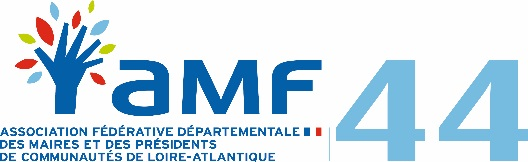 aMF 44
ASSOCIATION FÉDÉRATIVE DÉPARTEMENTALE
DES MAIRES ET DES PRÉSIDENTS
DE COMMUNAUTÉS DE LOIRE-ATLANTIQUE